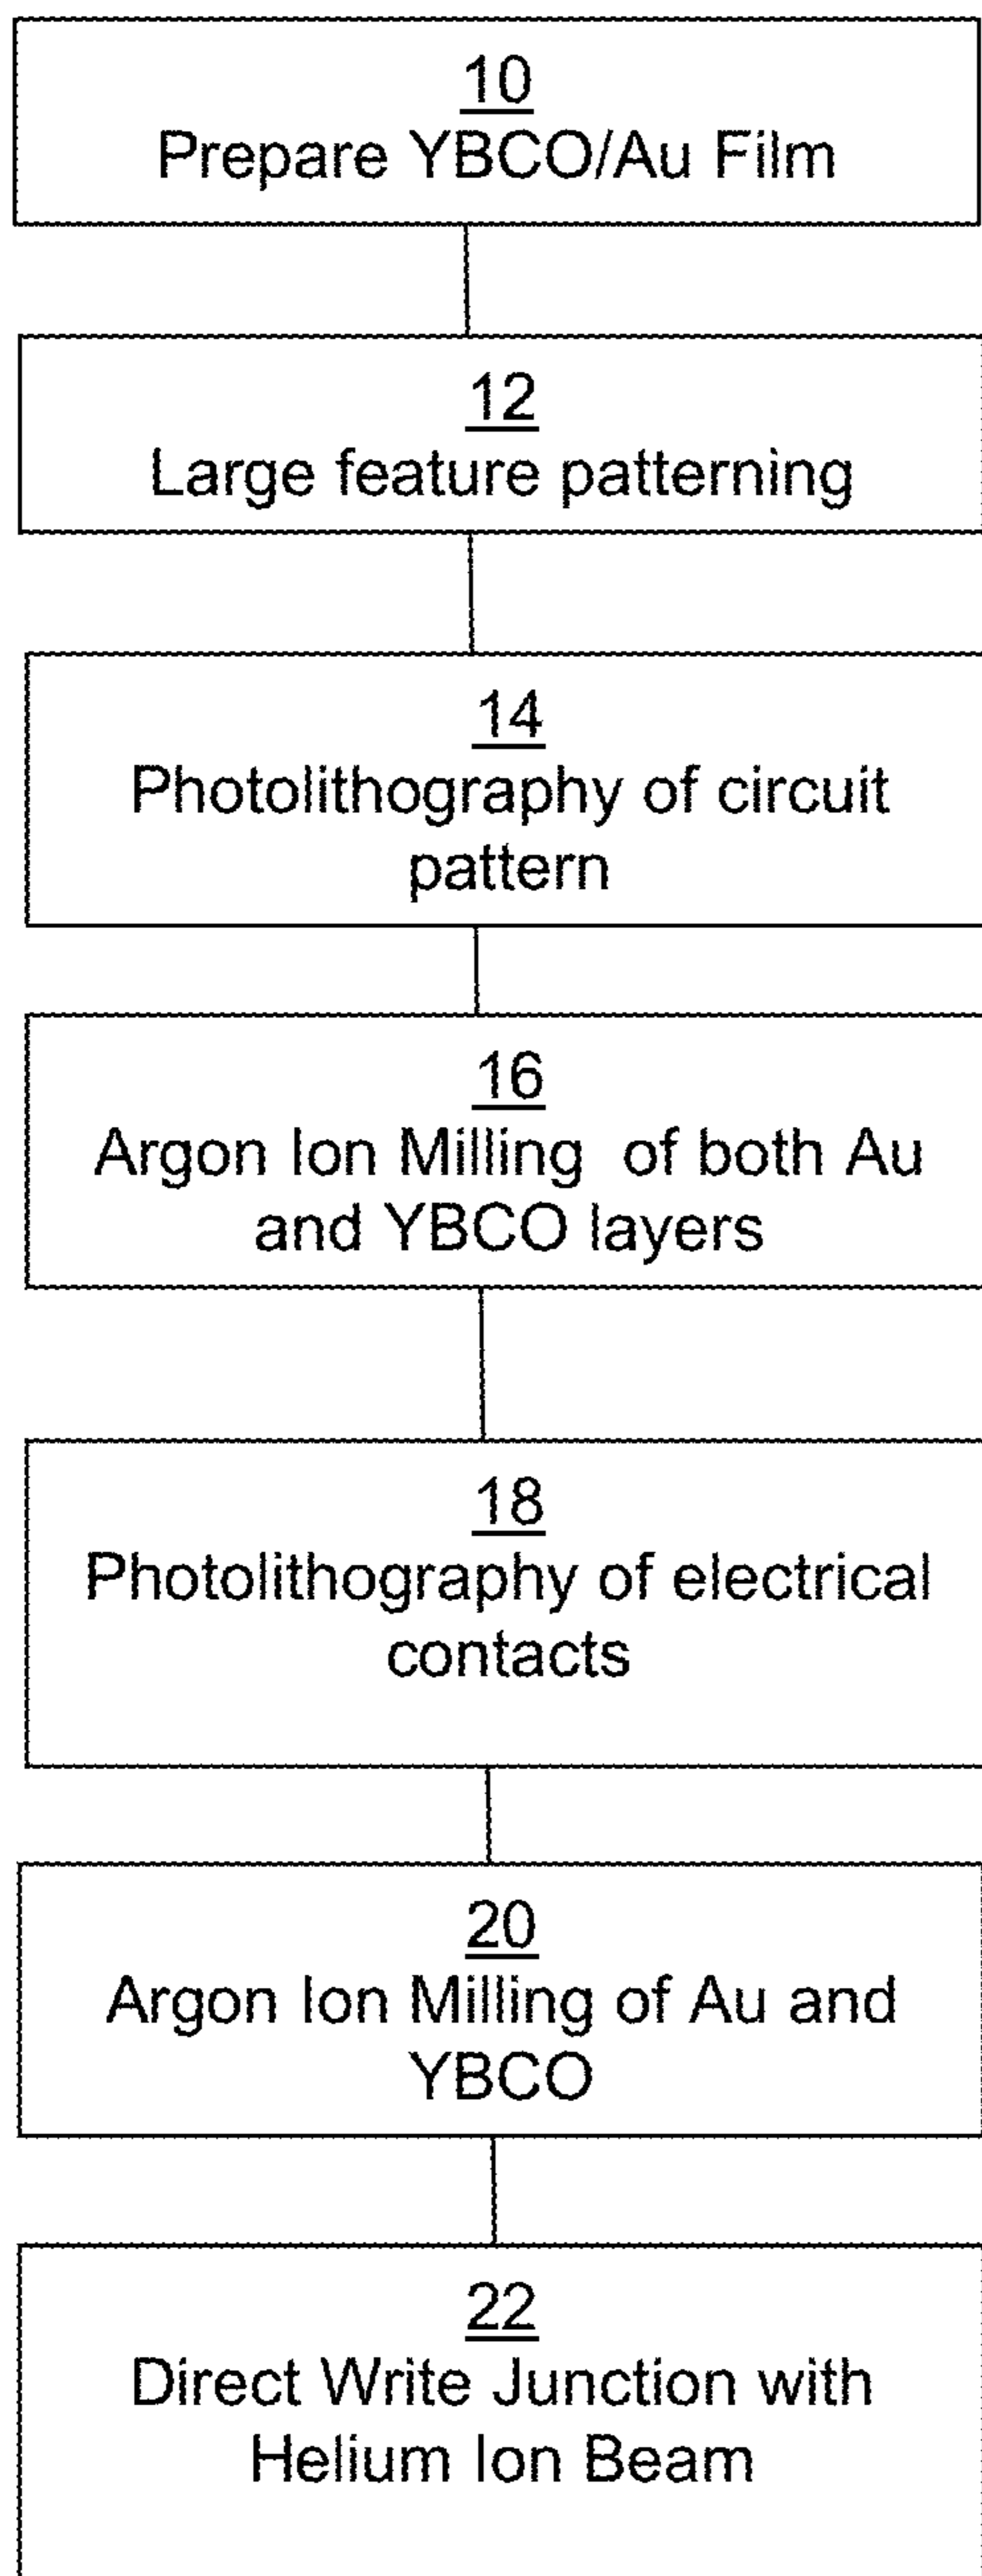 10
Prepare YBCO/Au Film
12
Large feature patterning
14
Photolithography of circuit
pattern
16
Argon Ion Milling of both Au
and YBCO layers
18
Photolithography of electrical
contacts
20
Argon Ion Milling of Au and
YBCO
22
Direct Write Junction with
Helium Ion Beam